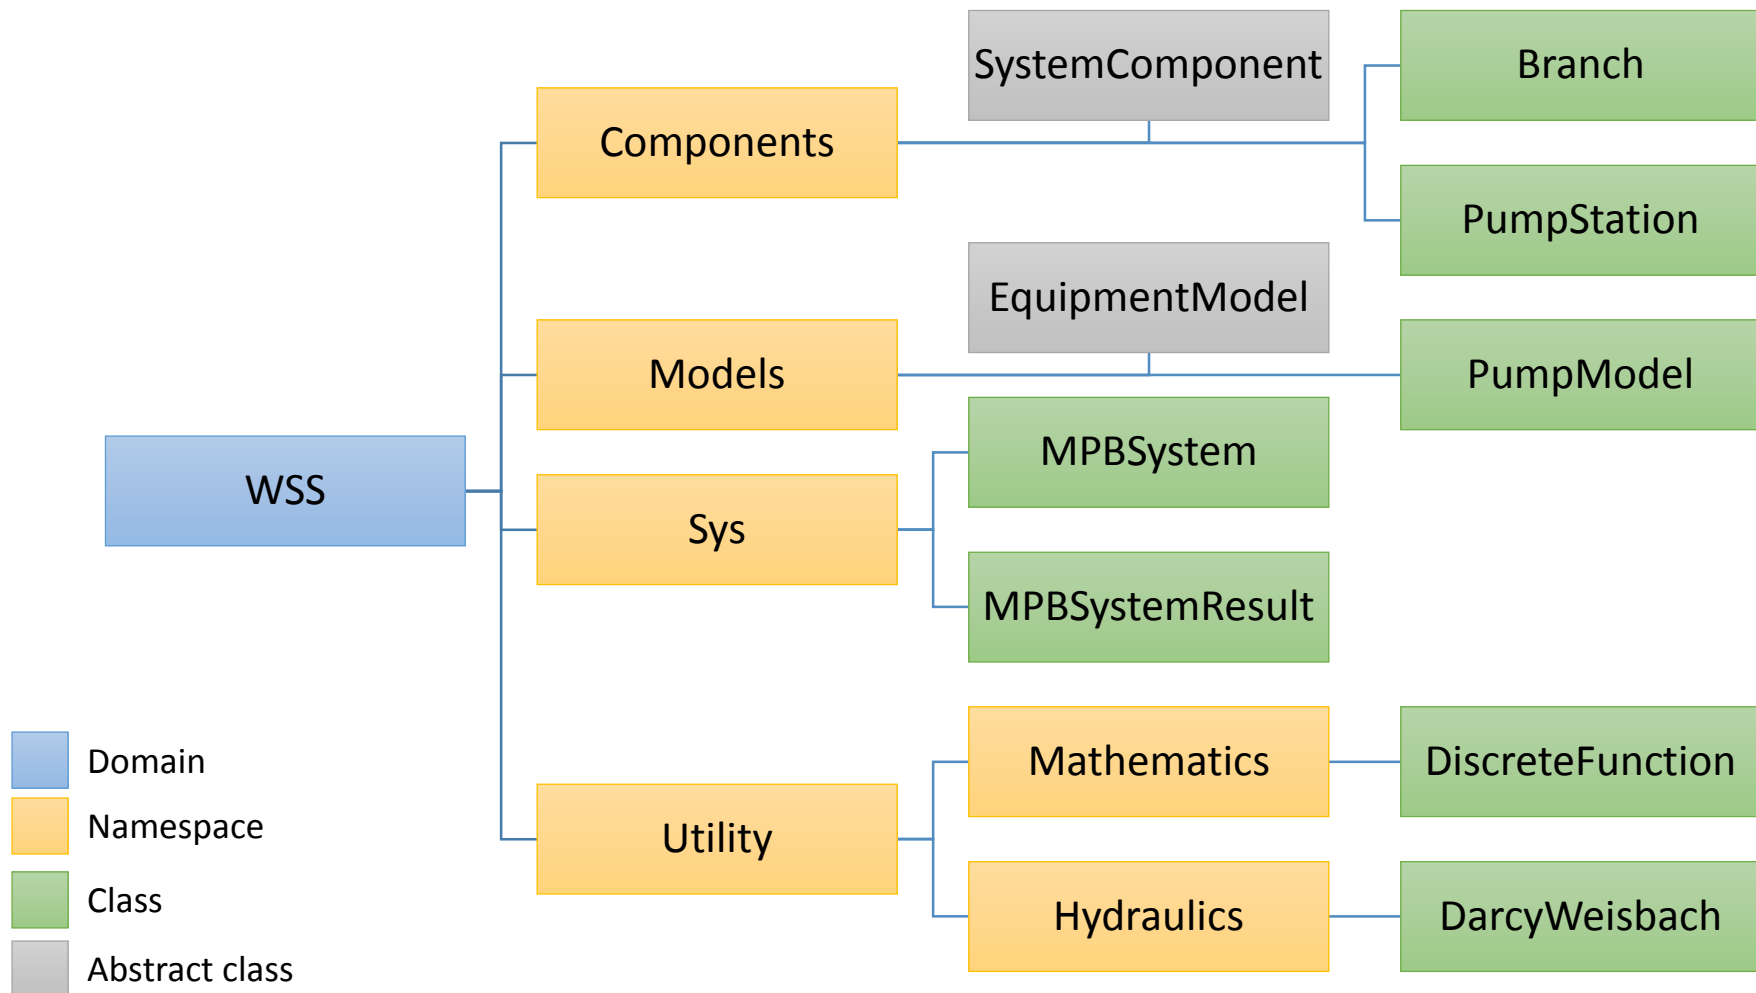 SystemComponent
Branch
Components
PumpStation
EquipmentModel
Models
PumpModel
MPBSystem
WSS
Sys
MPBSystemResult
Mathematics
DiscreteFunction
Utility
Hydraulics
DarcyWeisbach
Domain
Namespace
Class
Abstract class